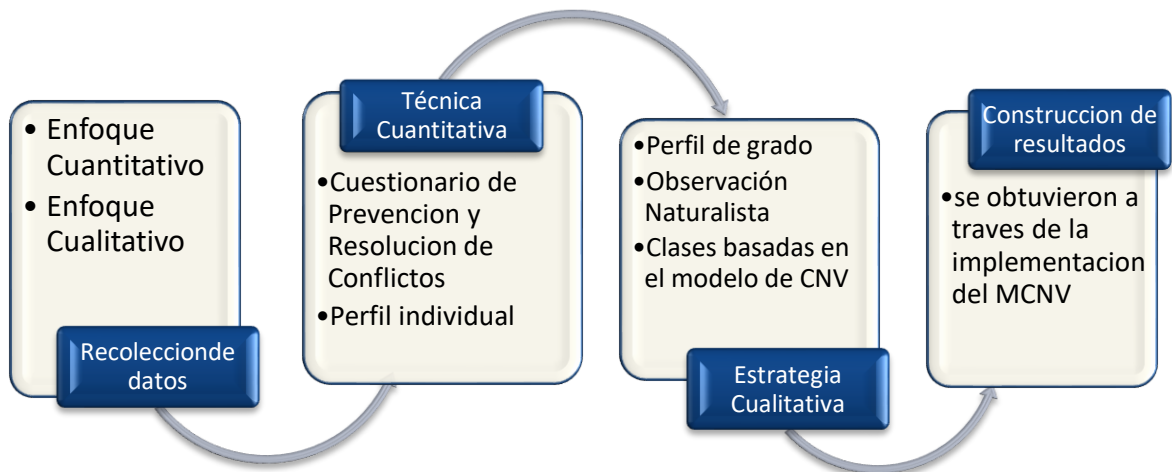 • Enfoque
Cuantitativo
• Enfoque
Cualitativo
Recoleccionde
datos
Técnica
Cuantitativa
•Cuestionario de
Prevencion y
Resolucion de
Conflictos
•Perfil individual
•Perfil de grado
•Observación
Naturalista
•Clases basadas en
el modelo de CNV
Estrategia
Cualitativa
Construccion de
resultados
•se obtuvieron a
traves de la
implementacion
del MCNV